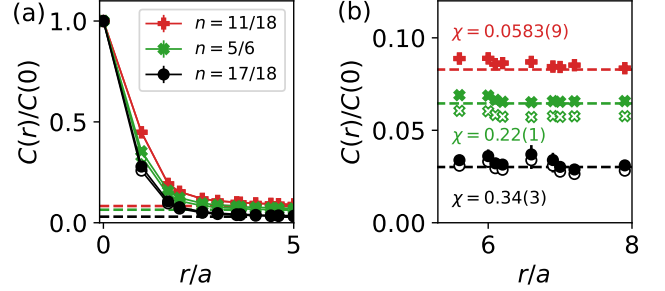 (a)
C(r)/C(0)
1.0
0.5
0.0
n = 11/18
n = 5/6
n = 17/18
0
5
r/a
(b)
C(r)/C(0)
0.10
0.05
0.00
χ = 0.0583(9)
χ = 0.22(1)
χ = 0.34(3)
6
8
r/a